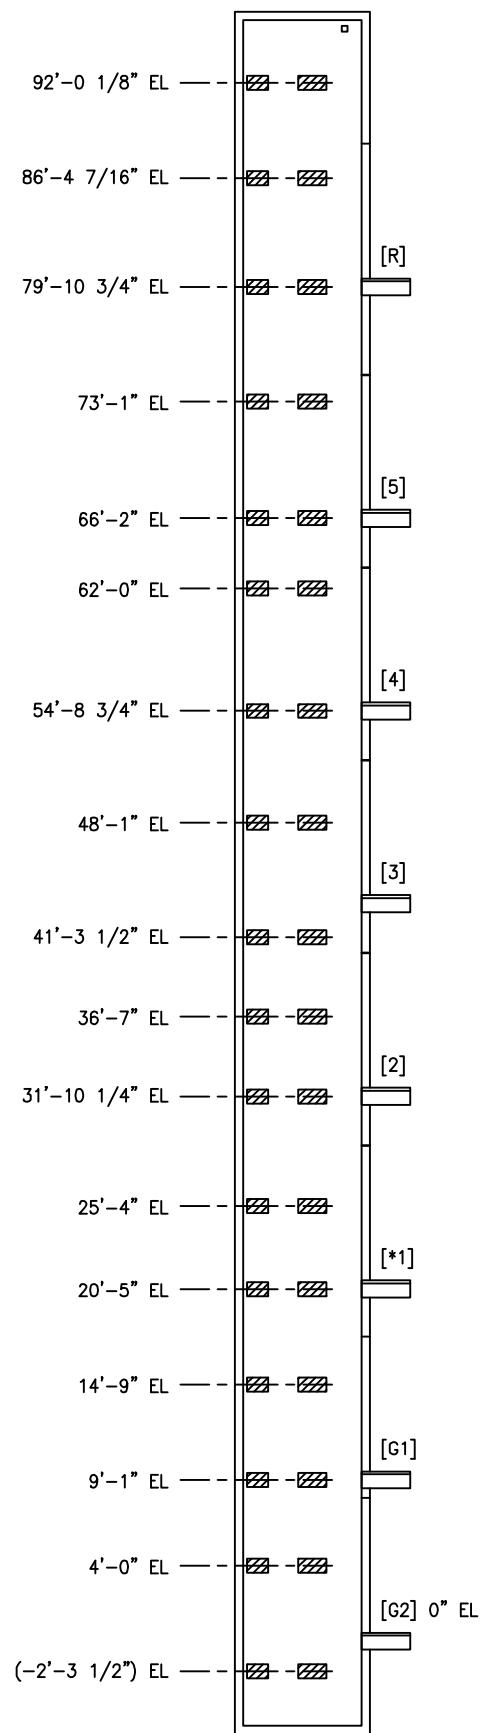 92'-0 1/8" EL
86'-4 7/16" EL
[R]
79'-10 3/4" EL
73'-1" EL
[5]
66'-2" EL
62'-0" EL
[4]
54'-8 3/4" EL
48'-1" EL
[3]
41'-3 1/2" EL
36'-7" EL
[2]
31'-10 1/4" EL
25'-4" EL
[*1]
20'-5" EL
14'-9" EL
[G1]
9'-1" EL
4'-0" EL
[G2] 0" EL
(-2'-3 1/2") EL